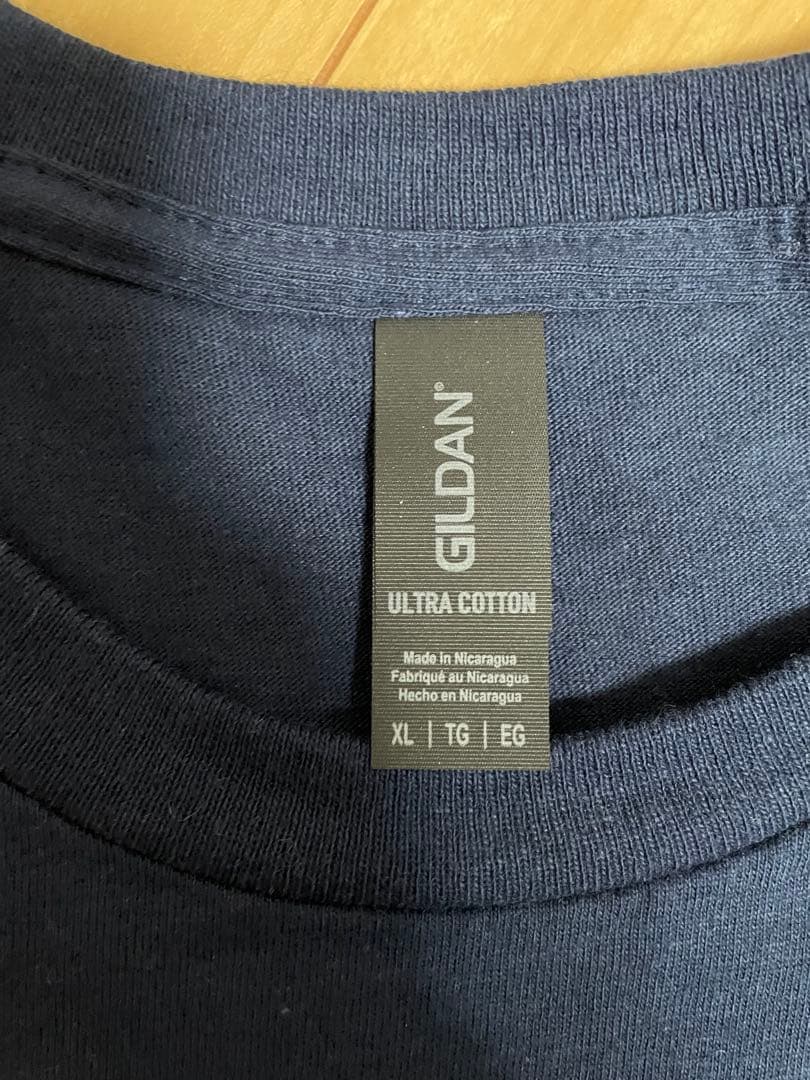 GILDAN®
ULTRA COTTON
Made in Nicaragua
Fabriqué au Nicaragua
Hecho en Nicaragua
XL | TG | EG